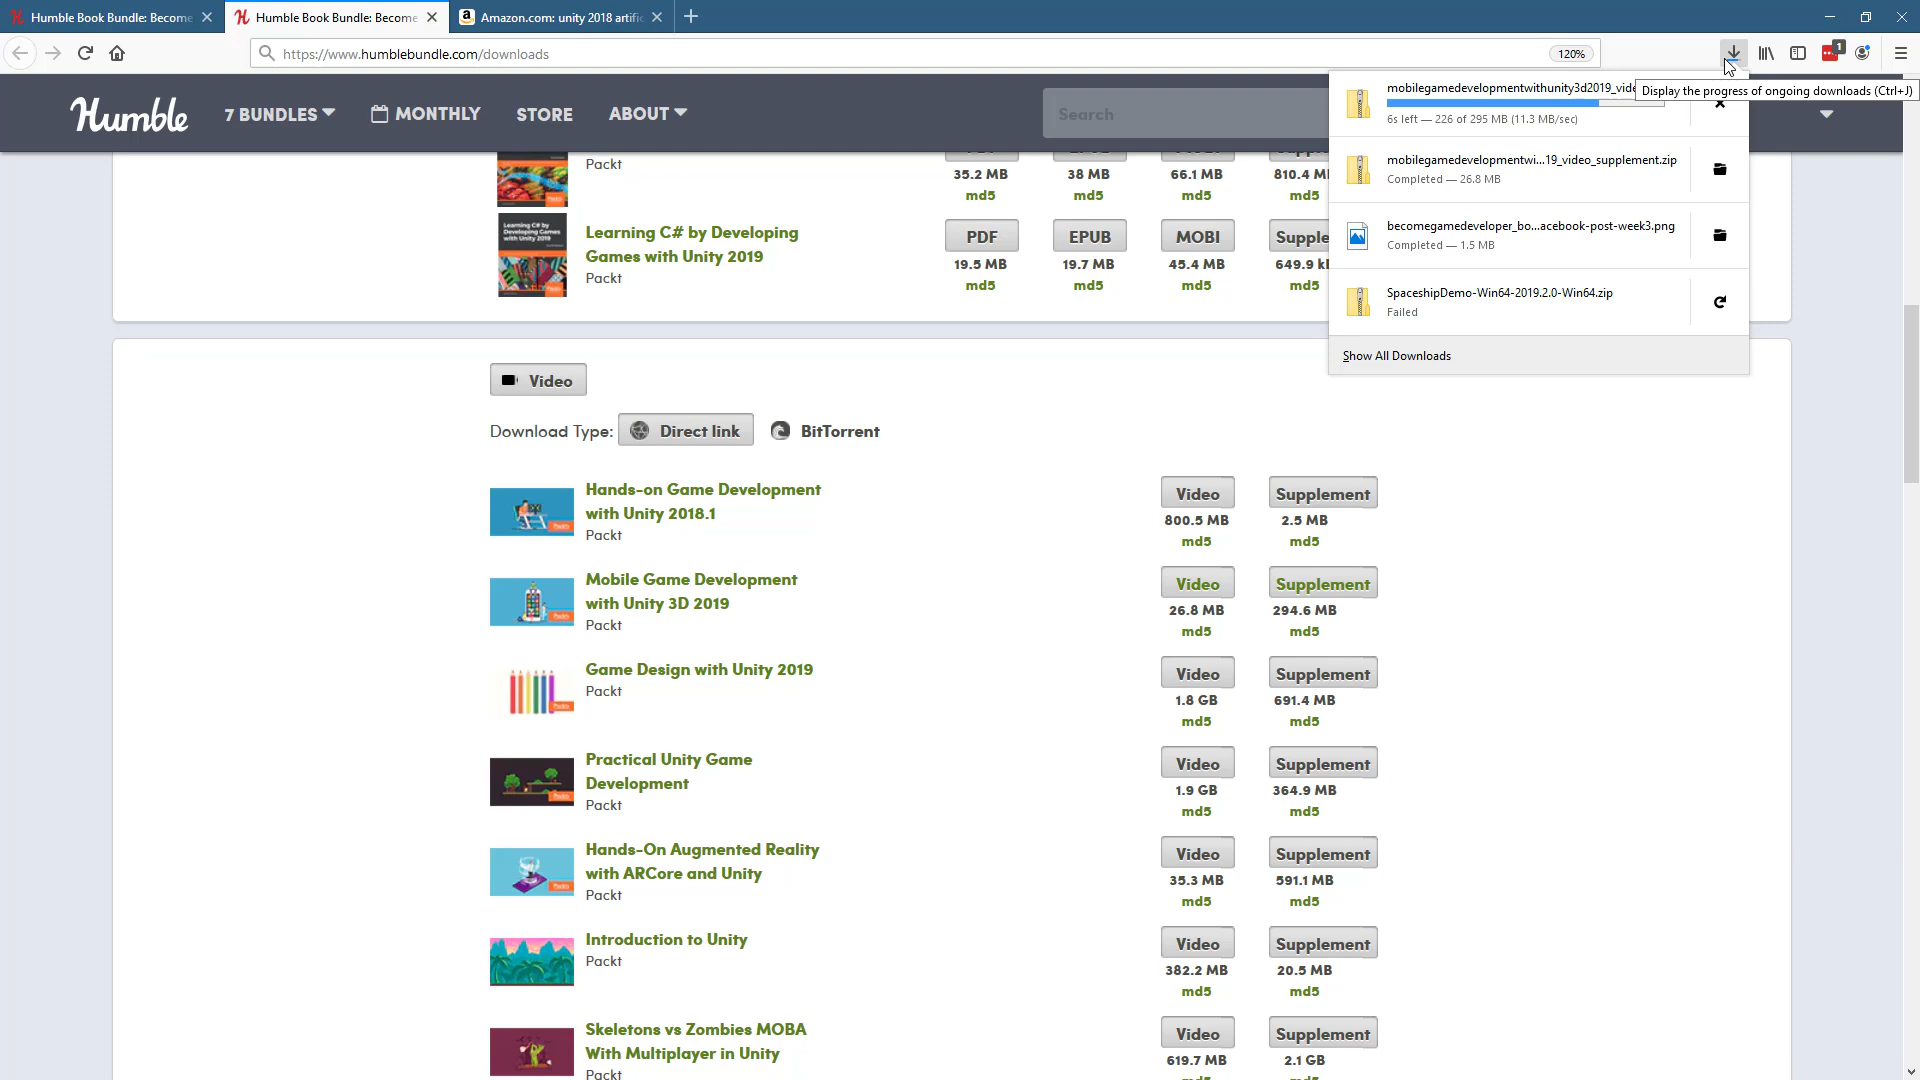 Humble Book Bundle: Become
Humble Book Bundle: Become
Amazon.com: unity 2018 artific
https://www.humblebundle.com/downloads
120%
1
Display the progress of ongoing downloads (Ctrl+J)
Humble
7 BUNDLES
MONTHLY
STORE
ABOUT
Search
mobilegamedevelopmentwithunity3d2019_vide
6s left — 226 of 295 MB (11.3 MB/sec)
mobilegamedevelopmentwi...19_video_supplement.zip
Completed — 26.8 MB
becomegamedeveloper_bo...acebook-post-week3.png
Completed — 1.5 MB
SpaceshipDemo-Win64-2019.2.0-Win64.zip
Failed
Show All Downloads
Packt
35.2 MB 38 MB 66.1 MB 810.4 M
md5 md5 md5 md5
Learning C# by Developing
Games with Unity 2019
Packt
PDF EPUB MOBI Supple
19.5 MB 19.7 MB 45.4 MB 649.9 k
md5 md5 md5 md5
Video
Download Type: Direct link BitTorrent
Hands-on Game Development
with Unity 2018.1
Packt
Video Supplement
800.5 MB 2.5 MB
md5 md5
Mobile Game Development
with Unity 3D 2019
Packt
Video Supplement
26.8 MB 294.6 MB
md5 md5
Game Design with Unity 2019
Packt
Video Supplement
1.8 GB 691.4 MB
md5 md5
Practical Unity Game
Development
Packt
Video Supplement
1.9 GB 364.9 MB
md5 md5
Hands-On Augmented Reality
with ARCore and Unity
Packt
Video Supplement
35.3 MB 591.1 MB
md5 md5
Introduction to Unity
Packt
Video Supplement
382.2 MB 20.5 MB
md5 md5
Skeletons vs Zombies MOBA
With Multiplayer in Unity
Packt
Video Supplement
619.7 MB 2.1 GB